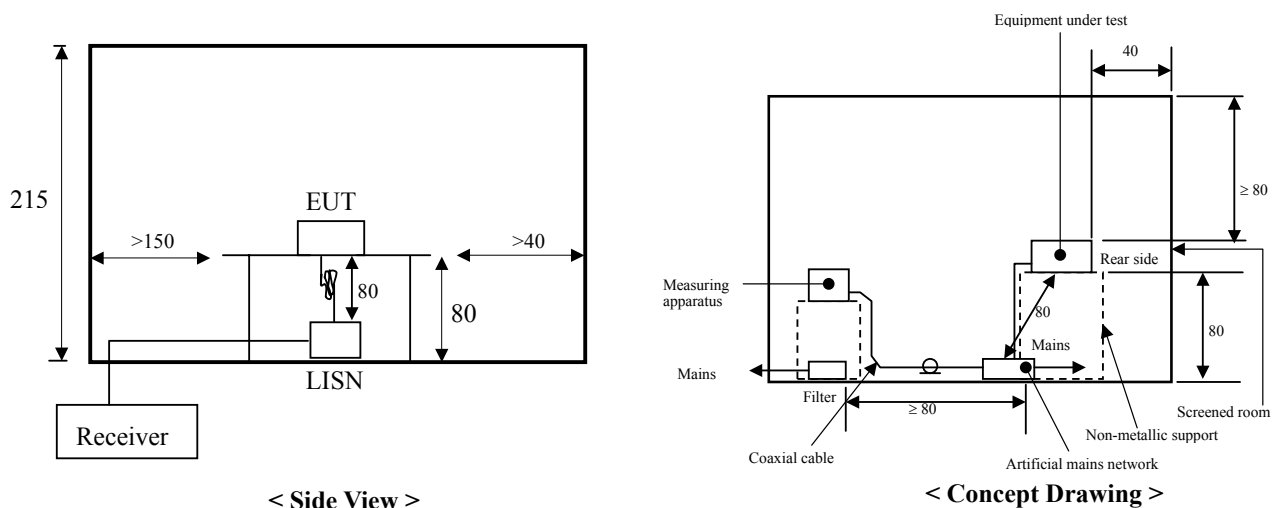 215
EUT
>150
>40
80
80
LISN
Receiver
< Side View >
Equipment under test
40
≥ 80
Rear side
Measuring
apparatus
80
80
Mains
Mains
Filter
≥ 80
Screened room
Non-metallic support
Coaxial cable
Artificial mains network
< Concept Drawing >